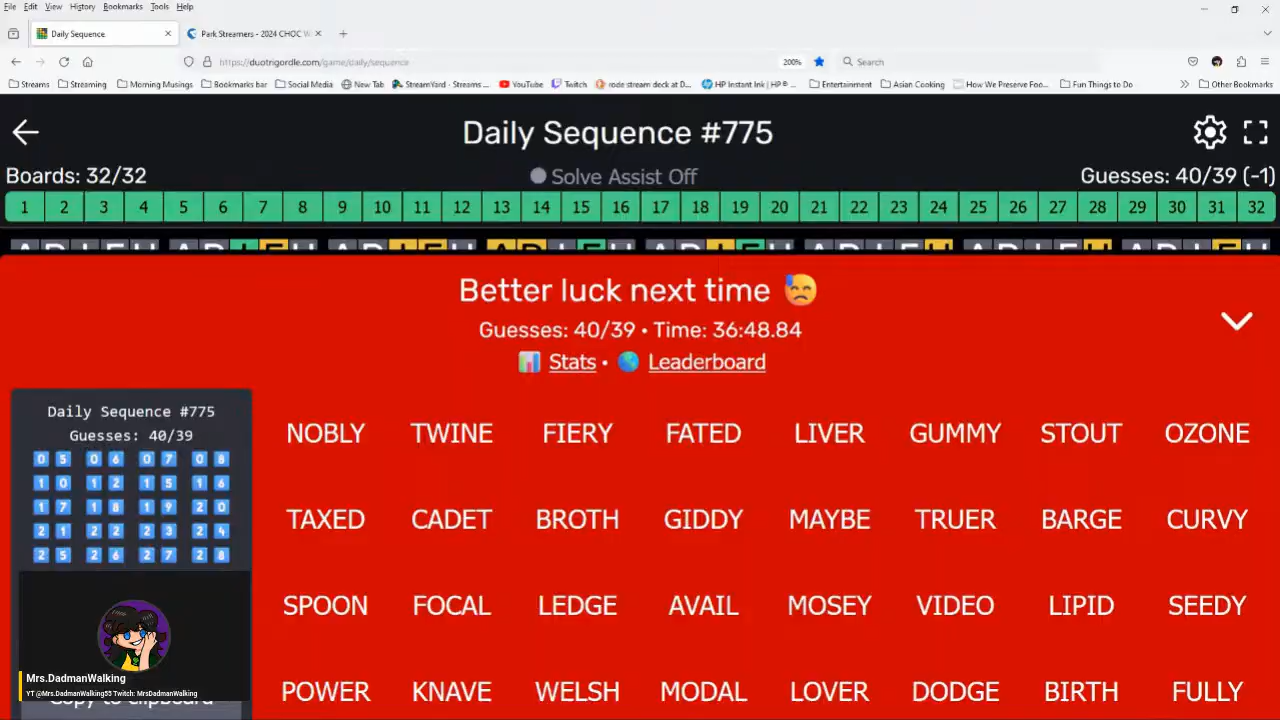 File Edit View History Bookmarks Tools Help
Daily Sequence
Park Streamers - 2024 CHOC W
https://duotrigordle.com/game/daily/sequence
200%
Search
Streams
Streaming
Morning Musings
Bookmarks bar
Social Media
New Tab
StreamYard - Streams ...
YouTube
Twitch
rode stream deck at D...
HP Instant Ink | HP® ...
Entertainment
Asian Cooking
How We Preserve Foo...
Fun Things to Do
Other Bookmarks
Daily Sequence #775
Boards: 32/32
Solve Assist Off
Guesses: 40/39 (-1)
1 2 3 4 5 6 7 8 9 10 11 12 13 14 15 16 17 18 19 20 21 22 23 24 25 26 27 28 29 30 31 32
Better luck next time 😓
Guesses: 40/39 • Time: 36:48.84
📊 Stats • 🌎 Leaderboard
Daily Sequence #775
Guesses: 40/39
05 06 07 08
10 12 15 16
17 18 19 20
21 22 23 24
25 26 27 28
Mrs.DadmanWalking
YT @Mrs.DadmanWalking55 Twitch: MrsDadmanWalking
Copy to clipboard
NOBLY TWINE FIERY FATED LIVER GUMMY STOUT OZONE
TAXED CADET BROTH GIDDY MAYBE TRUER BARGE CURVY
SPOON FOCAL LEDGE AVAIL MOSEY VIDEO LIPID SEEDY
POWER KNAVE WELSH MODAL LOVER DODGE BIRTH FULLY